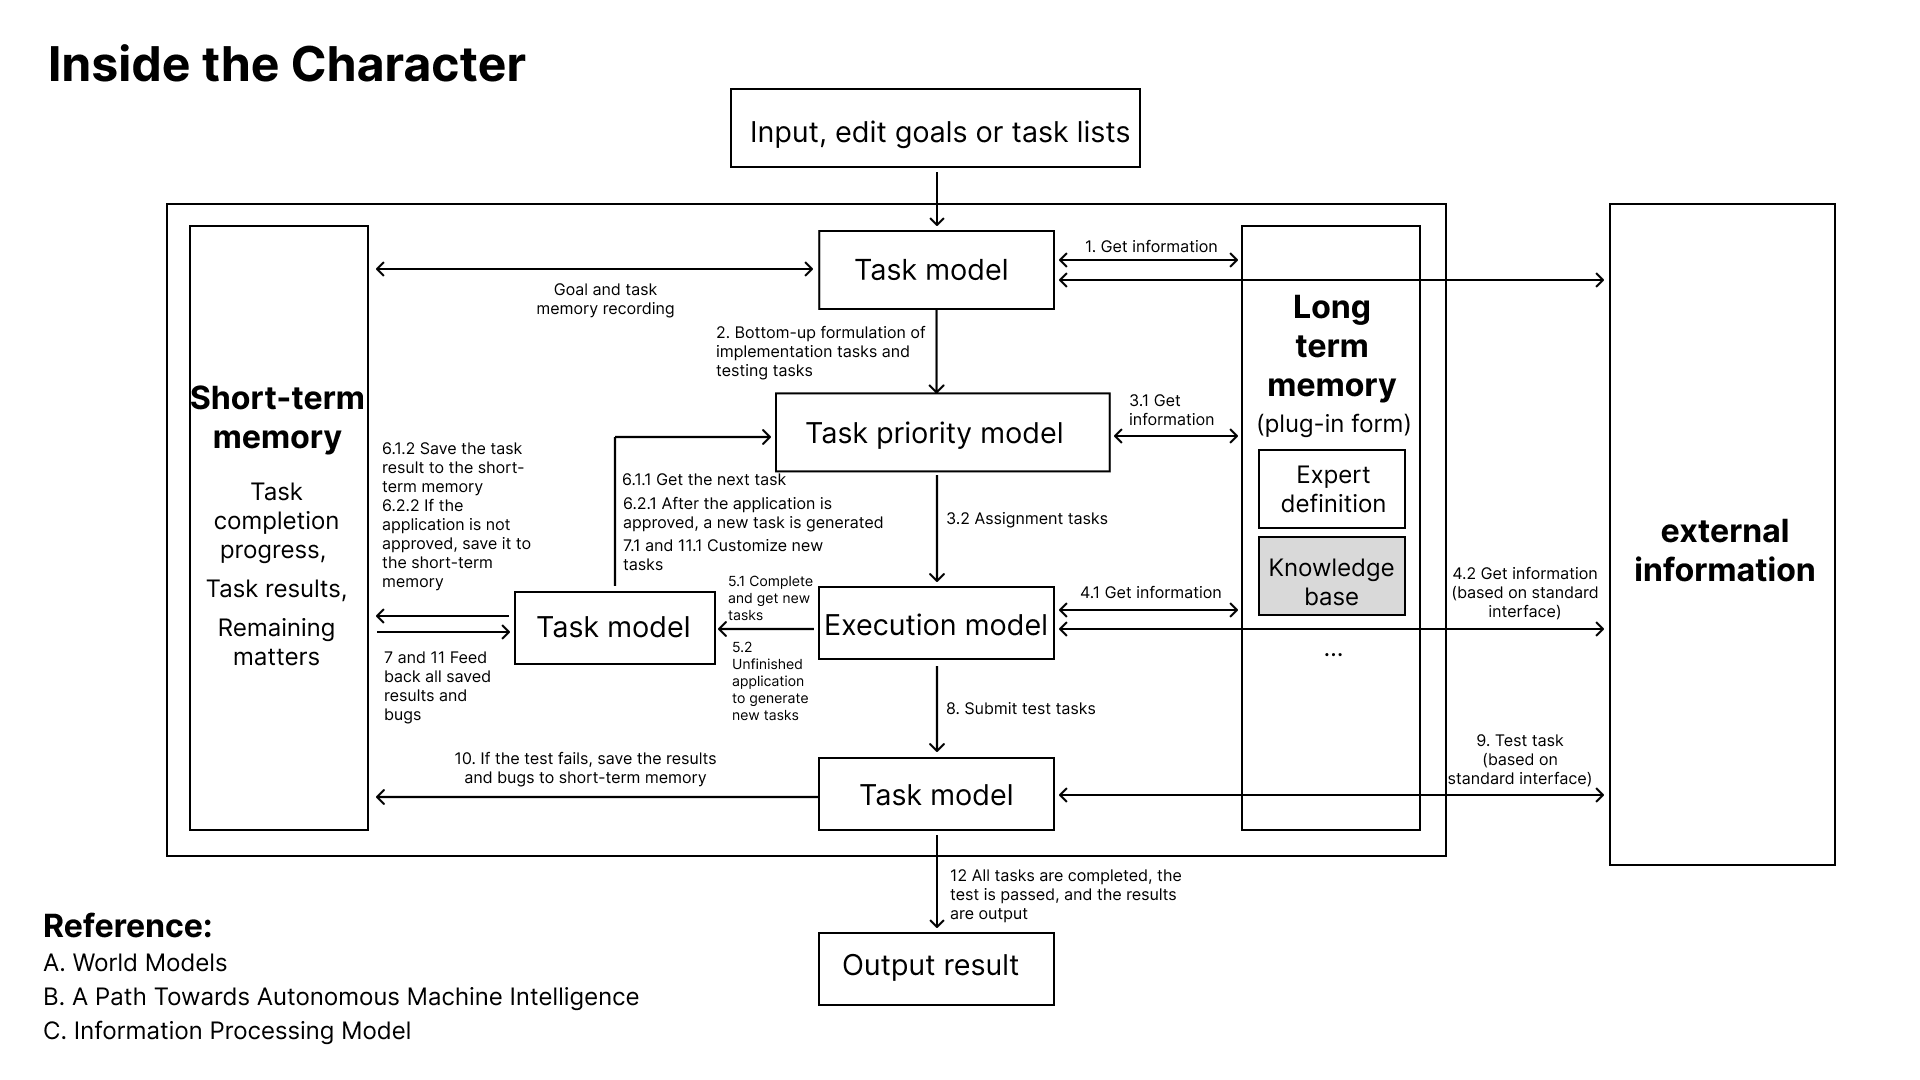 Inside the Character
Input, edit goals or task lists
Task model
1. Get information
Goal and task
memory recording
2. Bottom-up formulation of
implementation tasks and
testing tasks
Long
term
memory
(plug-in form)
Expert
definition
Knowledge
base
...
Short-term
memory
Task
completion
progress,
Task results,
Remaining
matters
Task priority model
3.1 Get
information
6.1.2 Save the task
result to the short-
term memory
6.2.2 If the
application is not
approved, save it to
the short-term
memory
6.1.1 Get the next task
6.2.1 After the application is
approved, a new task is generated
7.1 and 11.1 Customize new
tasks
3.2 Assignment tasks
external
information
5.1 Complete
and get new
tasks
Task model
Execution model
4.1 Get information
4.2 Get information
(based on standard
interface)
7 and 11 Feed
back all saved
results and
bugs
5.2
Unfinished
application
to generate
new tasks
8. Submit test tasks
10. If the test fails, save the results
and bugs to short-term memory
Task model
9. Test task
(based on
standard interface)
12 All tasks are completed, the
test is passed, and the results
are output
Output result
Reference:
A. World Models
B. A Path Towards Autonomous Machine Intelligence
C. Information Processing Model